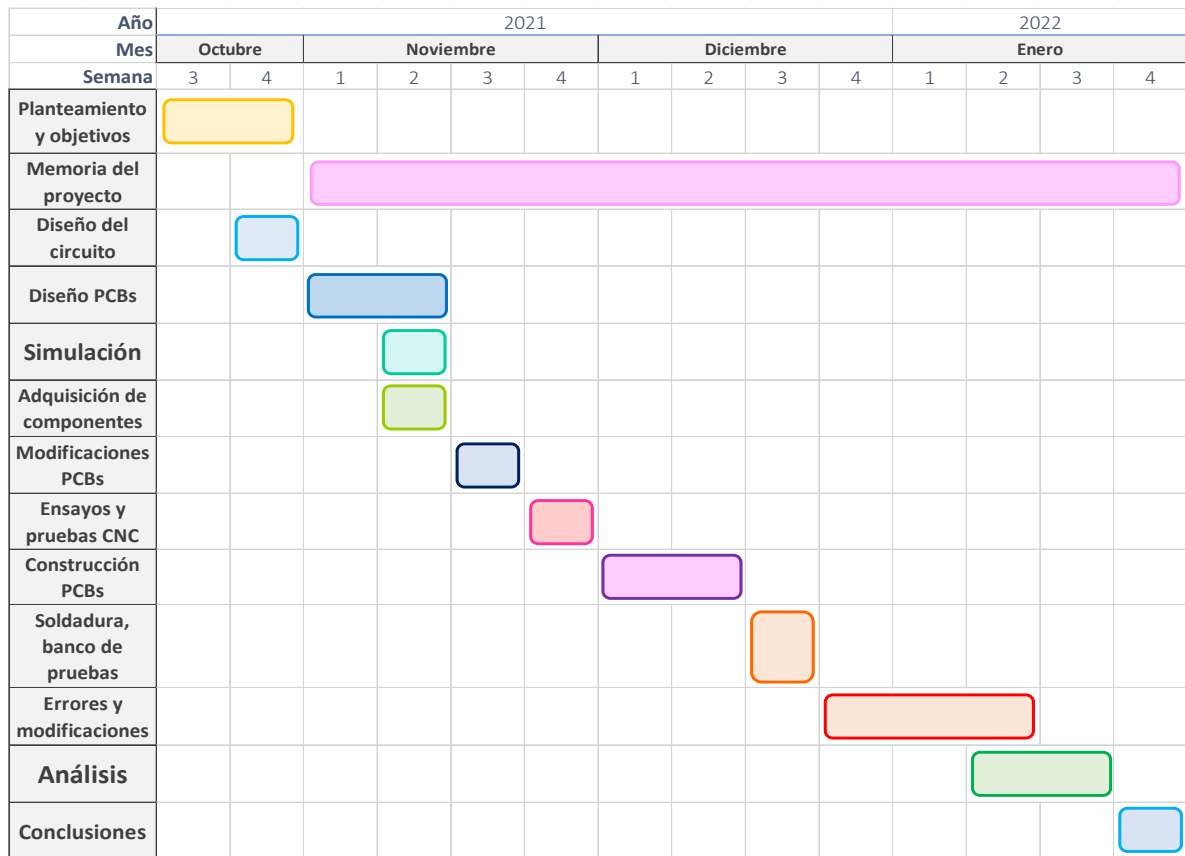 Año 2021 2022
Mes Octubre Noviembre Diciembre Enero
Semana 3 4 1 2 3 4 1 2 3 4 1 2 3 4
Planteamiento
y objetivos
Memoria del
proyecto
Diseño del
circuito
Diseño PCBs
Simulación
Adquisición de
componentes
Modificaciones
PCBs
Ensayos y
pruebas CNC
Construcción
PCBs
Soldadura,
banco de
pruebas
Errores y
modificaciones
Análisis
Conclusiones